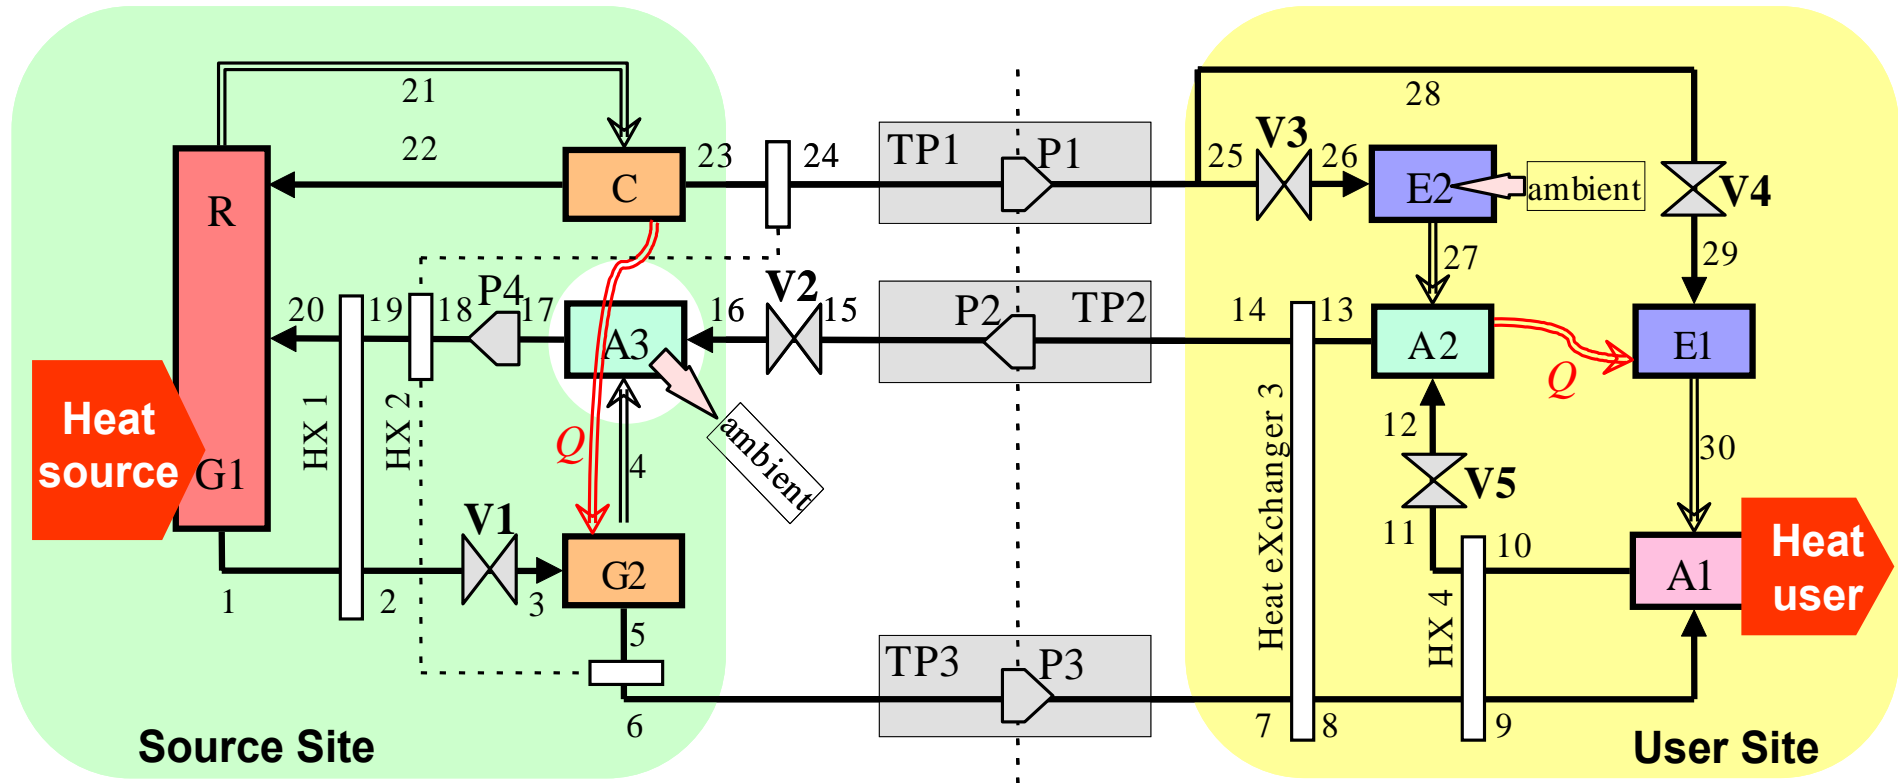 21
28
22
23
24
TP1
P1
25
V3
26
R
C
E2
ambient
V4
27
29
20
19
18
P4
17
A3
16
V2
15
P2
TP2
14
13
A2
E1
Q
Heat
source
G1
HX 1
HX 2
Q
4
ambient
Heat eXchanger 3
12
V5
11
30
V1
1
2
3
G2
5
HX 4
10
A1
Heat
user
6
TP3
P3
7
8
9
Source Site
User Site